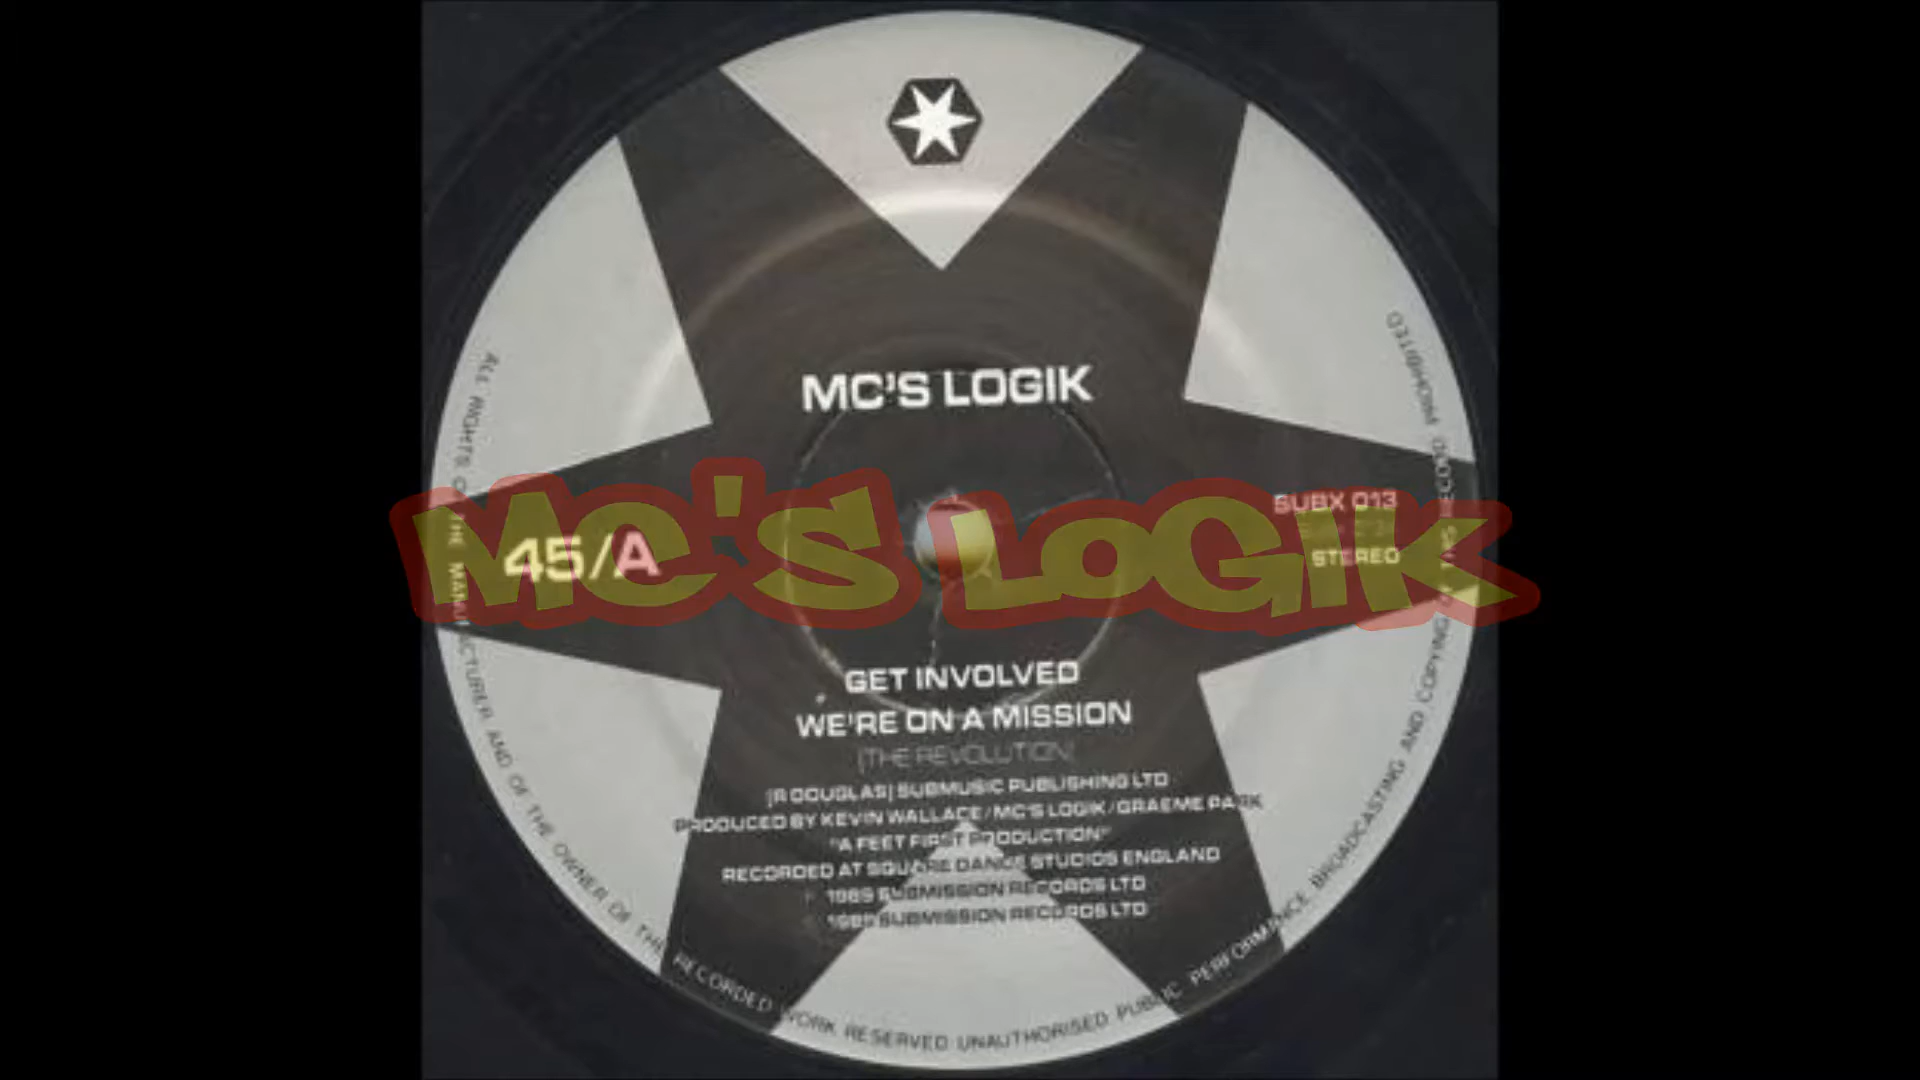 MC'S LOGIK
MC'S LOGIK
45/A
SUBX 013
STEREO
GET INVOLVED
WE'RE ON A MISSION
[THE REVOLUTION]
[R DOUGLAS] SUBMUSIC PUBLISHING LTD
PRODUCED BY KEVIN WALLACE/MC'S LOGIK/GRAEME PARK
"A FEET FIRST PRODUCTION"
RECORDED AT SQUARE DANCE STUDIOS ENGLAND
1989 SUBMISSION RECORDS LTD
1989 SUBMISSION RECORDS LTD
ALL RIGHTS OF THE MANUFACTURER AND OF THE OWNER OF THE RECORDED WORK RESERVED UNAUTHORISED PUBLIC PERFORMANCE BROADCASTING AND COPYING OF THIS RECORD PROHIBITED